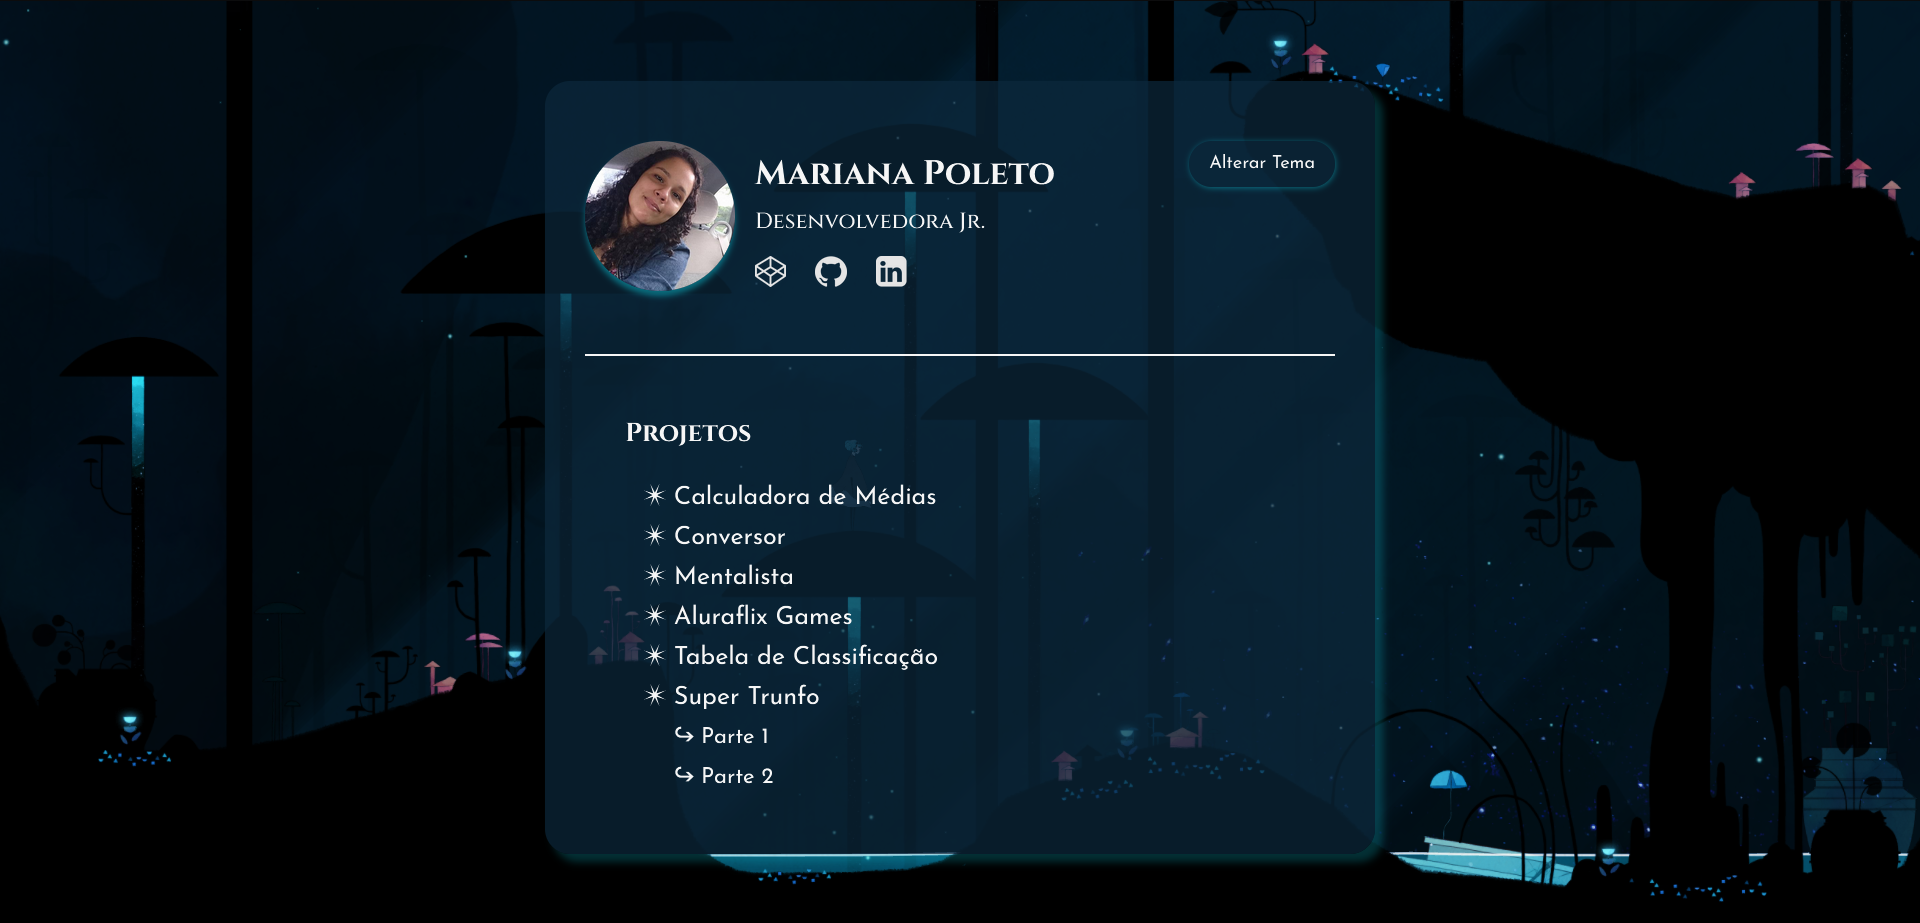 Mariana Poleto
Alterar Tema
Desenvolvedora Jr.
in
Projetos
✴ Calculadora de Médias
✴ Conversor
✴ Mentalista
✴ Aluraflix Games
✴ Tabela de Classificação
✴ Super Trunfo
↪ Parte 1
↪ Parte 2